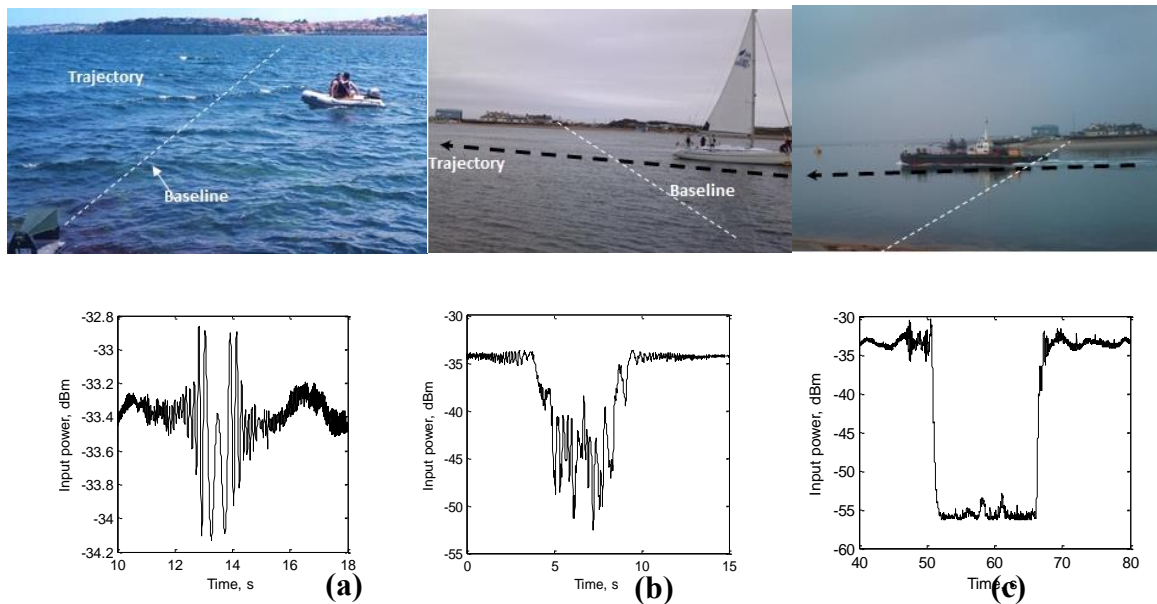 Trajectory
Baseline
Trajectory
Baseline
-32.8
-33
-33.2
-33.4
-33.6
-33.8
-34
-34.2
10 12 14 16 18
Input power, dBm
Time, s
(a)
-30
-35
-40
-45
-50
-55
0 5 10 15
Input power, dBm
Time, s
(b)
-30
-35
-40
-45
-50
-55
-60
40 50 60 70 80
Input power, dBm
Time, s
(c)